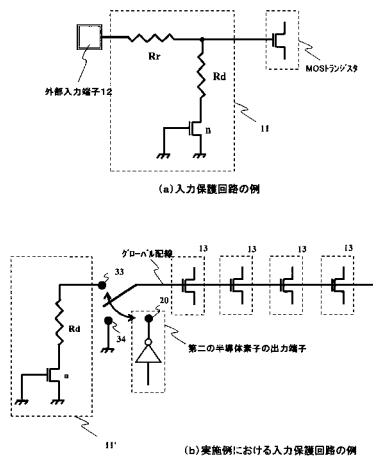 Rr
Rd
n
外部入力端子12
MOSトランジスタ
11
(a)入力保護回路の例
グローバル配線
13
13
13
13
33
20
34
Rd
n
第二の半導体素子の出力端子
11'
(b)実施例における入力保護回路の例